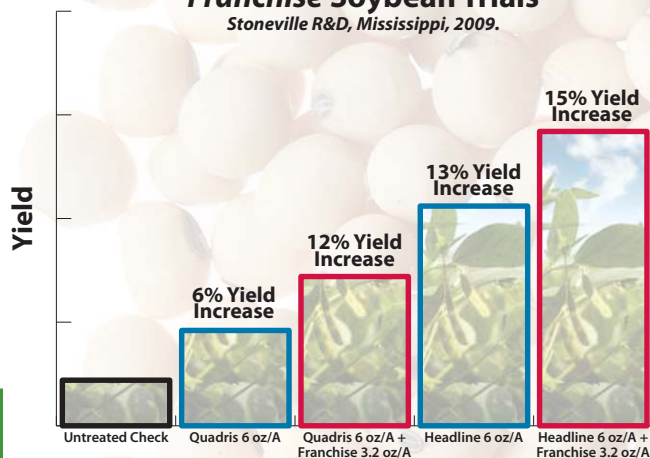 Franchise Soybean Trials
Stoneville R&D, Mississippi, 2009.
15% Yield
Increase
13% Yield
Increase
12% Yield
Increase
6% Yield
Increase
Yield
Untreated Check
Quadris 6 oz/A
Quadris 6 oz/A +
Franchise 3.2 oz/A
Headline 6 oz/A
Headline 6 oz/A +
Franchise 3.2 oz/A